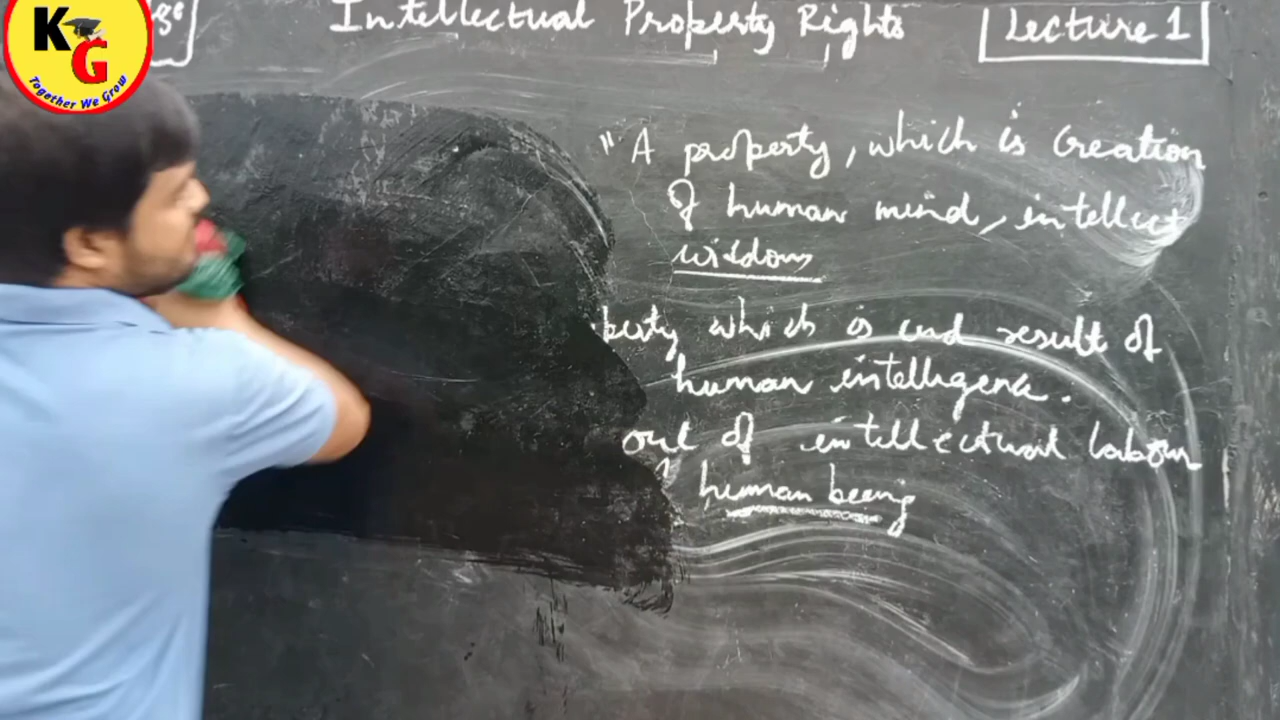 KG
Together We Grow
Intellectual Property Rights
Lecture 1
"A property, which is creation
of human mind, intellect
wisdom
perty which is end result of
human intelligence.
out of intellectual labour
human being